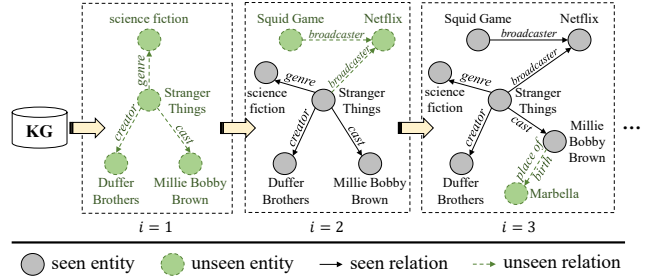 KG
science fiction
genre
Stranger
Things
creator
cast
Duffer
Brothers
Millie Bobby
Brown
i = 1
Squid Game
Netflix
broadcaster
broadcaster
genre
science
fiction
Stranger
Things
creator
cast
Duffer
Brothers
Millie Bobby
Brown
i = 2
Squid Game
Netflix
broadcaster
broadcaster
genre
science
fiction
Stranger
Things
creator
cast
Millie
Bobby
Brown
place of
birth
Duffer
Brothers
Marbella
i = 3
...
seen entity
unseen entity
seen relation
unseen relation